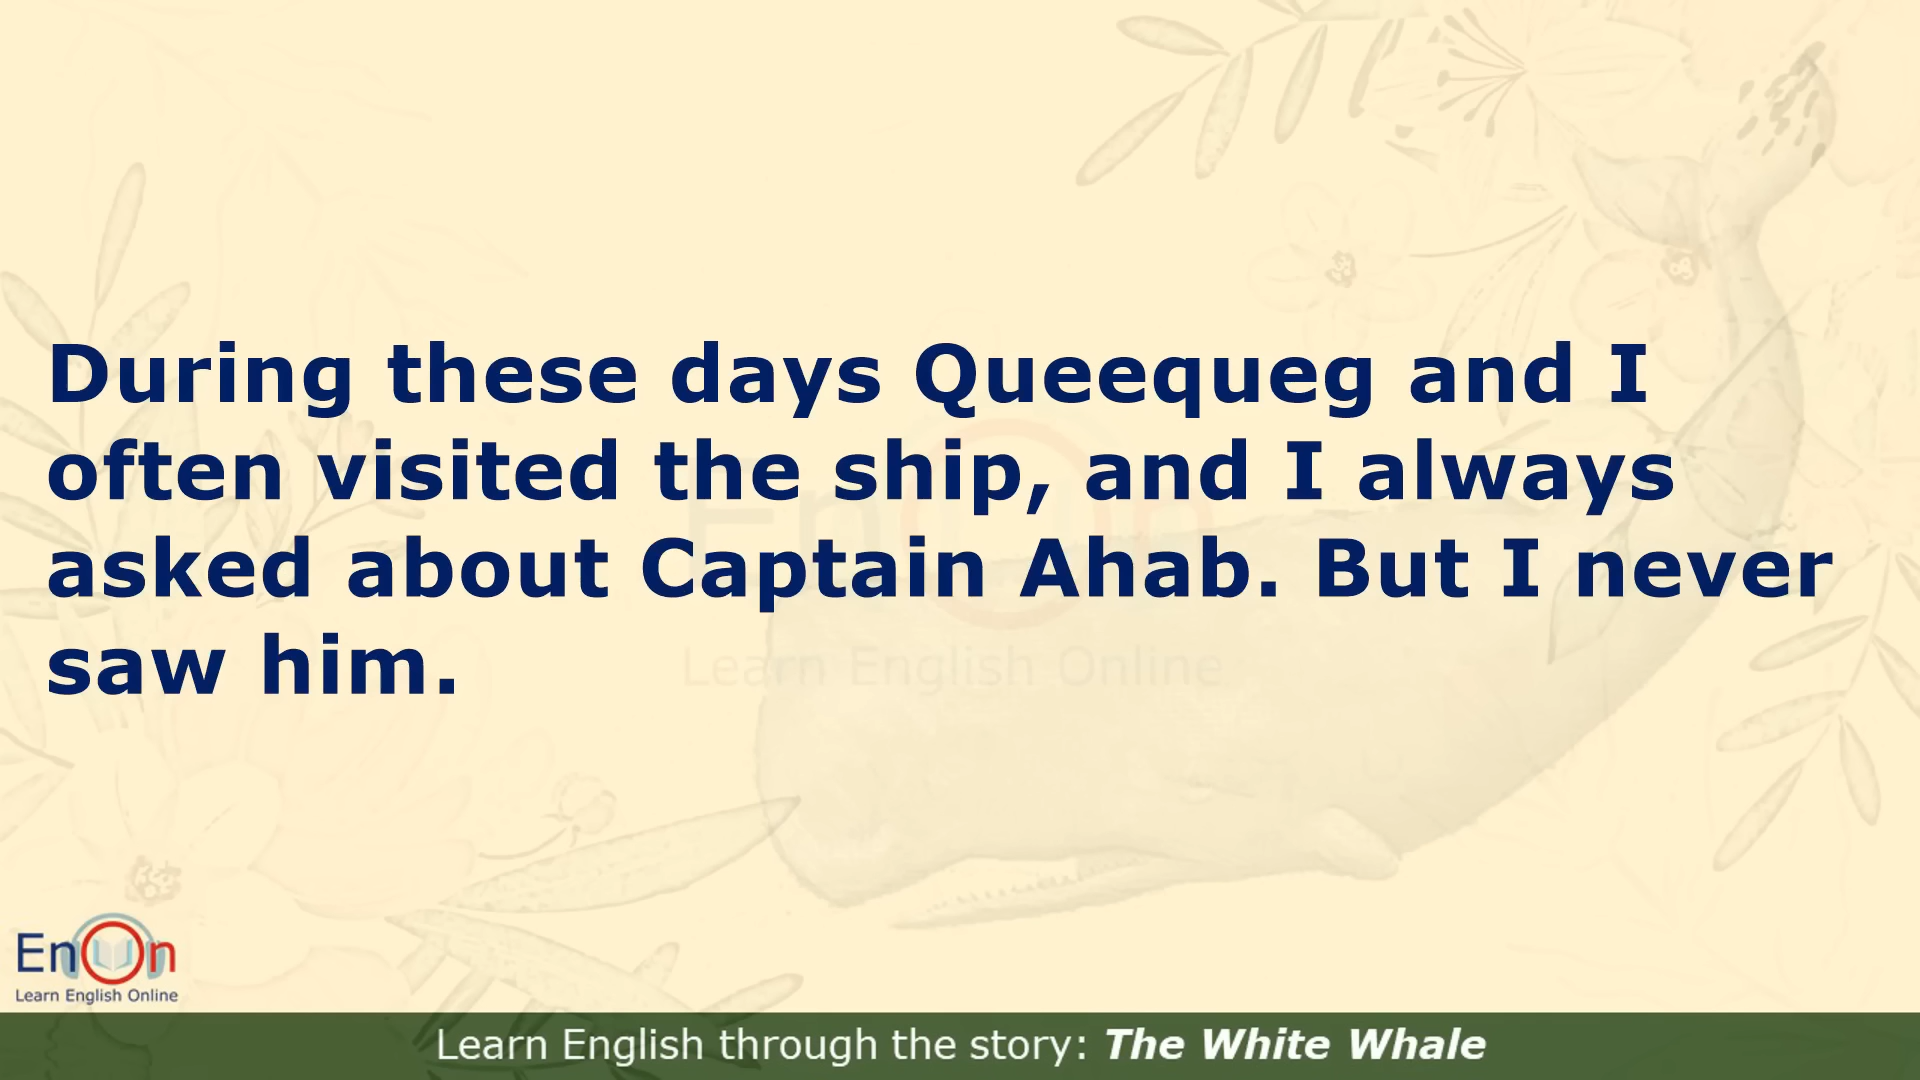 During these days Queequeg and I
often visited the ship, and I always
asked about Captain Ahab. But I never
saw him.
EnOn
Learn English Online
EnOn
Learn English Online
Learn English through the story: The White Whale